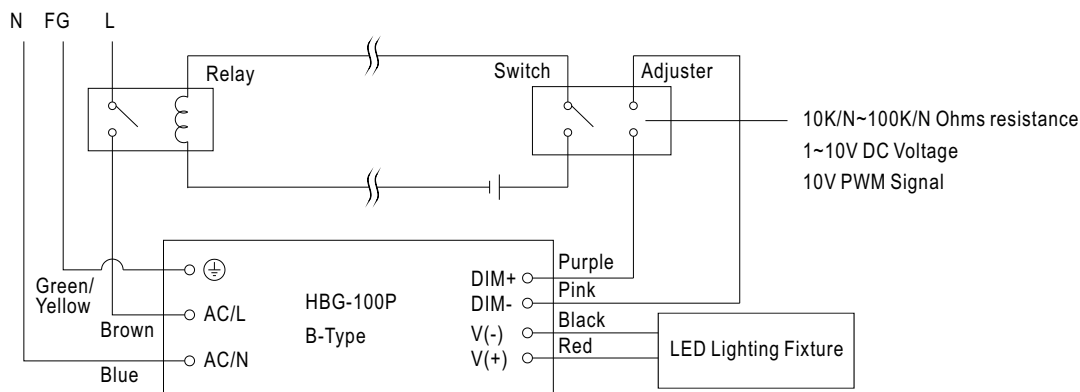 N FG L
Relay
Switch
Adjuster
10K/N~100K/N Ohms resistance
1~10V DC Voltage
10V PWM Signal
Green/
Yellow
Brown
Blue
AC/L
AC/N
HBG-100P
B-Type
DIM+
DIM-
V(-)
V(+)
Purple
Pink
Black
Red
LED Lighting Fixture